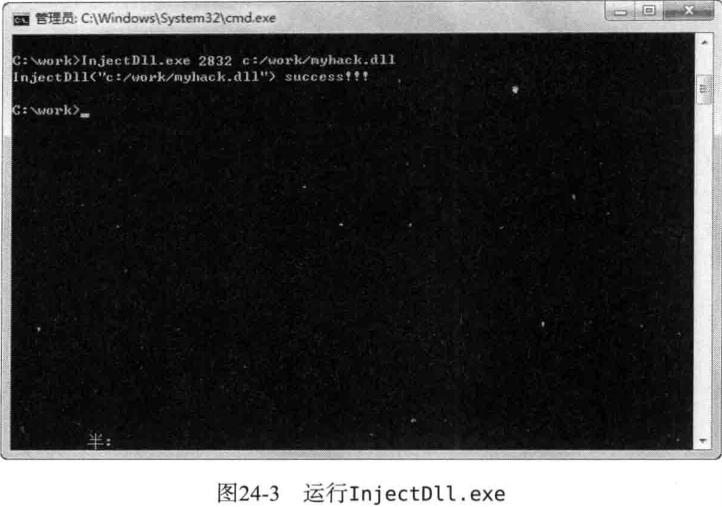 管理员: C:\Windows\System32\cmd.exe
C:\work>InjectDll.exe 2832 c:/work/myhack.dll
InjectDll("c:/work/myhack.dll") success!!!
C:\work>
半:
图24-3 运行InjectDll.exe